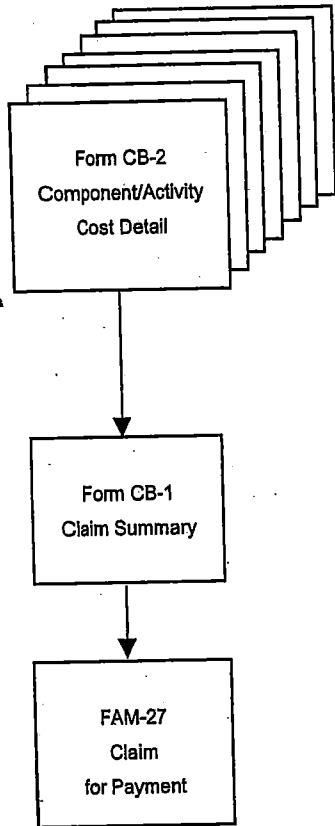 Form CB-2
Component/Activity
Cost Detail
Form CB-1
Claim Summary
FAM-27
Claim
for Payment